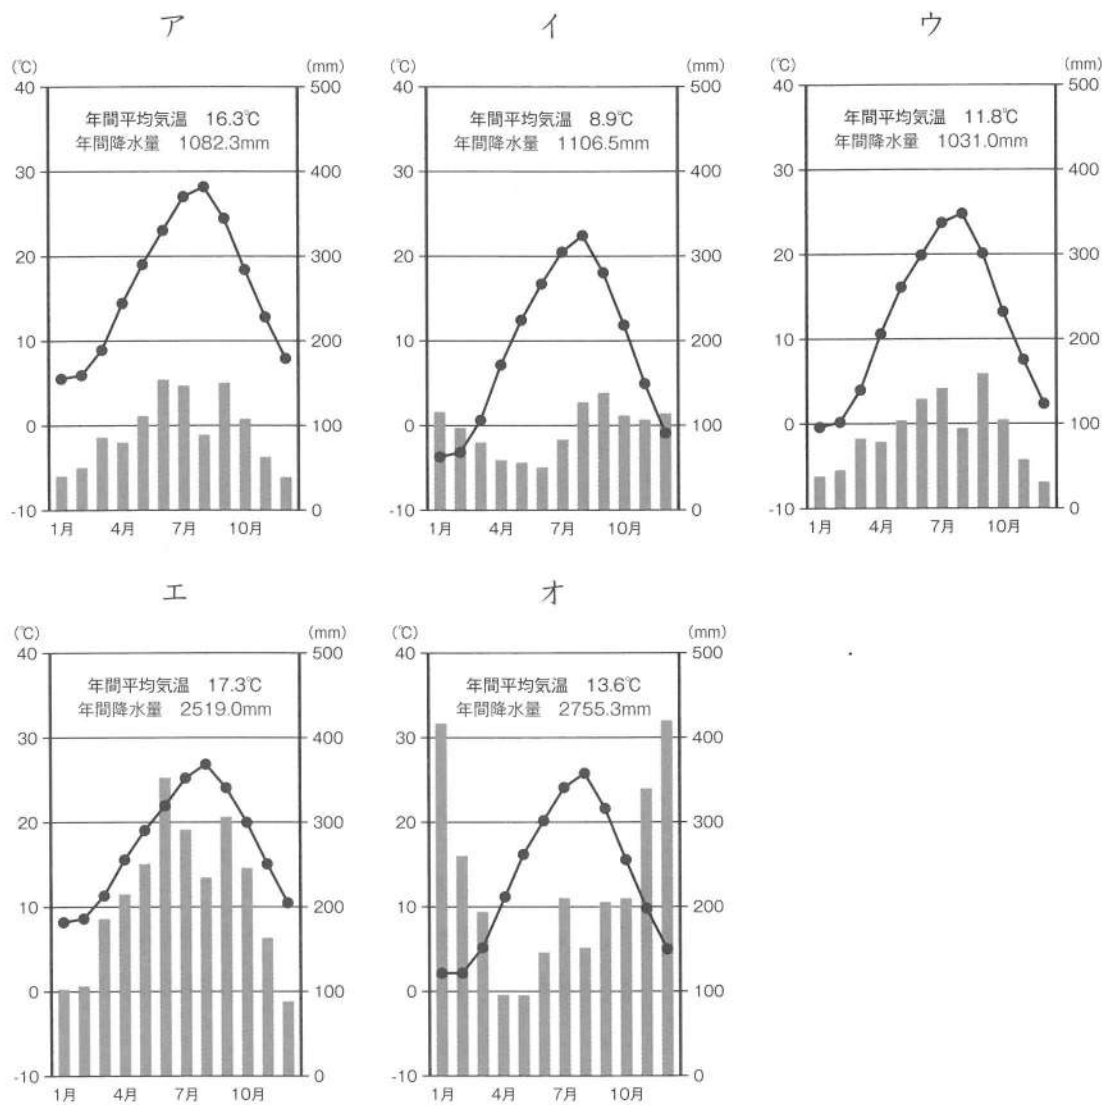 ア
(℃) (mm)
40 500
年間平均気温 16.3℃
年間降水量 1082.3mm
30 400
20 300
10 200
0 100
-10 0
1月 4月 7月 10月
イ
(℃) (mm)
40 500
年間平均気温 8.9℃
年間降水量 1106.5mm
30 400
20 300
10 200
0 100
-10 0
1月 4月 7月 10月
ウ
(℃) (mm)
40 500
年間平均気温 11.8℃
年間降水量 1031.0mm
30 400
20 300
10 200
0 100
-10 0
1月 4月 7月 10月
エ
(℃) (mm)
40 500
年間平均気温 17.3℃
年間降水量 2519.0mm
30 400
20 300
10 200
0 100
-10 0
1月 4月 7月 10月
オ
(℃) (mm)
40 500
年間平均気温 13.6℃
年間降水量 2755.3mm
30 400
20 300
10 200
0 100
-10 0
1月 4月 7月 10月